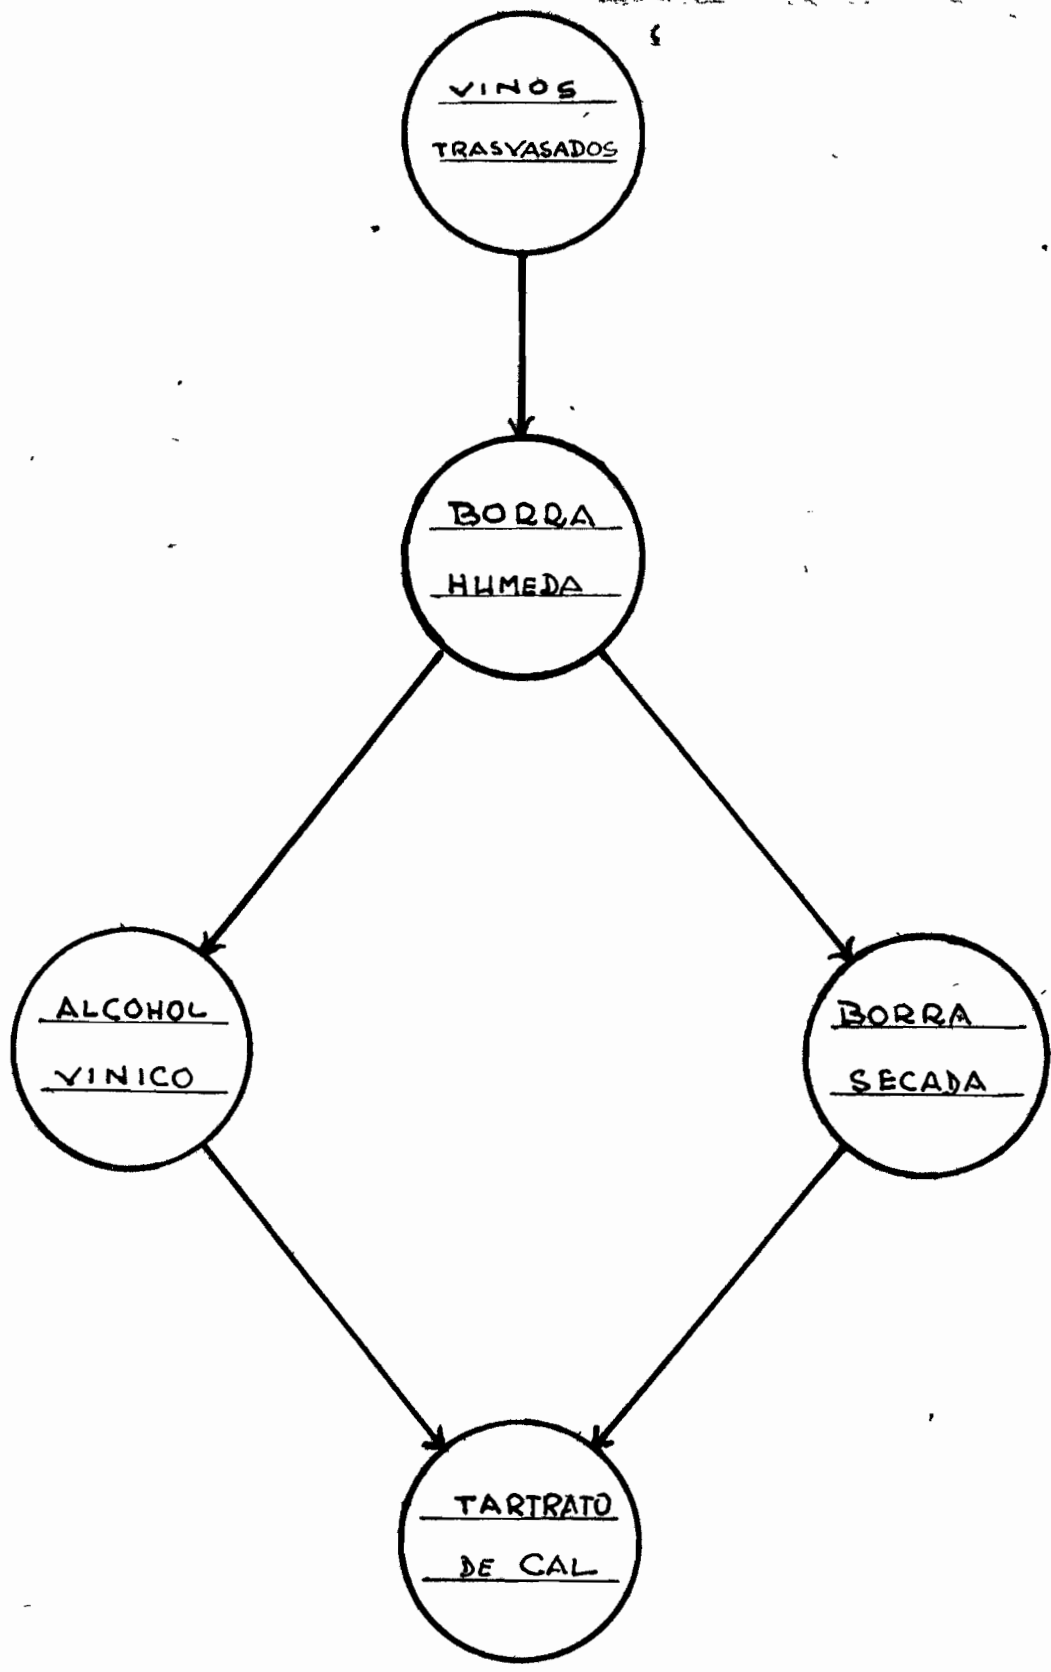 VINOS
TRASVASADOS
BORRA
HUMEDA
ALCOHOL
VINICO
BORRA
SECADA
TARTRATO
DE CAL